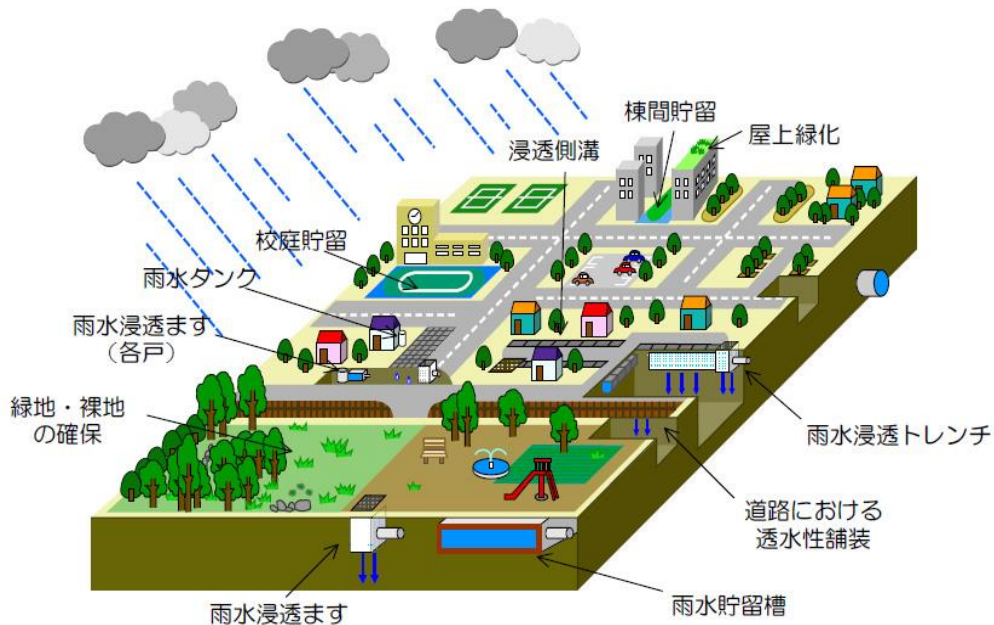 棟間貯留
屋上緑化
浸透側溝
校庭貯留
雨水タンク
雨水浸透ます
（各戸）
緑地・裸地
の確保
雨水浸透トレンチ
道路における
透水性舗装
雨水貯留槽
雨水浸透ます